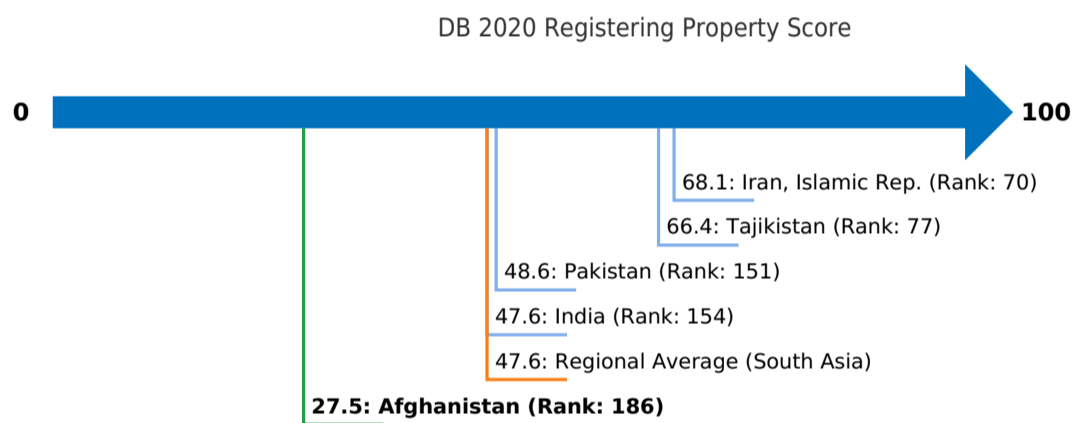 DB 2020 Registering Property Score
0
100
68.1: Iran, Islamic Rep. (Rank: 70)
66.4: Tajikistan (Rank: 77)
48.6: Pakistan (Rank: 151)
47.6: India (Rank: 154)
47.6: Regional Average (South Asia)
27.5: Afghanistan (Rank: 186)